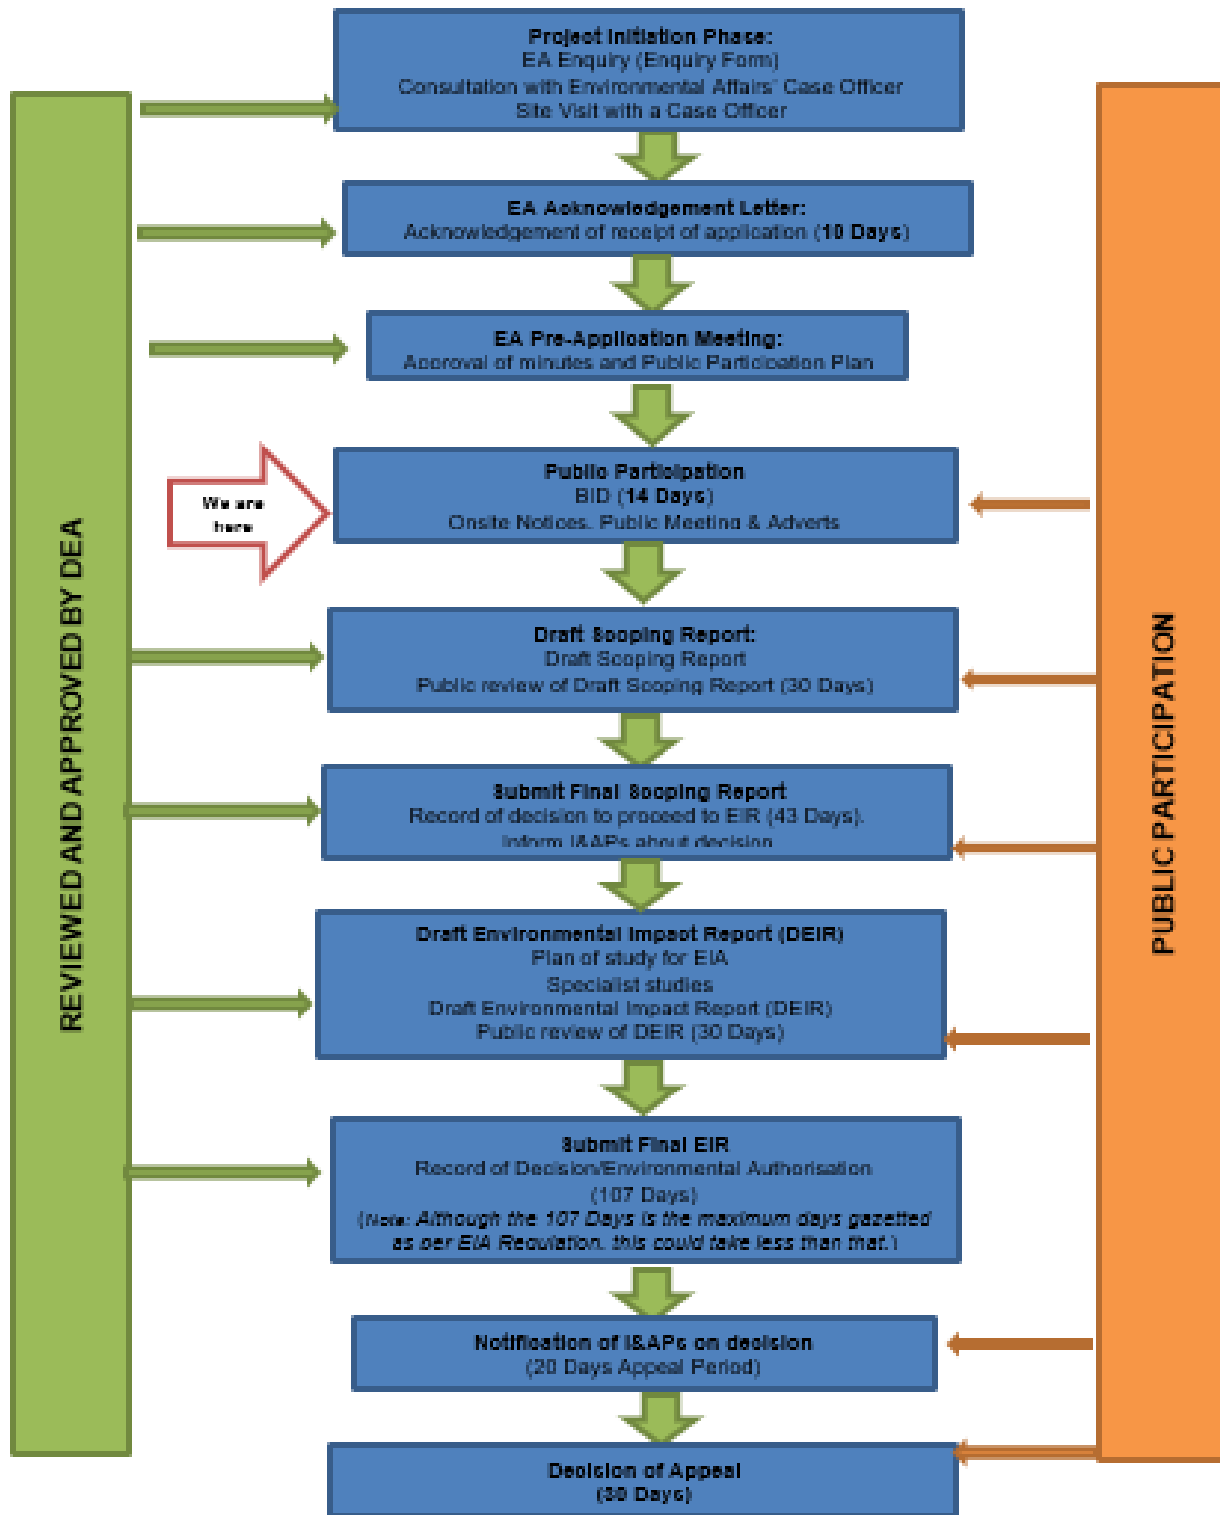 Project Initiation Phase:
EA Enquiry (Enquiry Form)
Consultation with Environmental Affairs' Case Officer
Site Visit with a Case Officer
EA Acknowledgement Letter:
Acknowledgement of receipt of application (10 Days)
EA Pre-Application Meeting:
Approval of minutes and Public Participation Plan
We are
here
Public Participation
BID (14 Days)
Onsite Notices, Public Meeting & Adverts
Draft Scoping Report:
Draft Scoping Report
Public review of Draft Scoping Report (30 Days)
Submit Final Scoping Report
Record of decision to proceed to EIR (43 Days).
Inform I&APs about decision
Draft Environmental Impact Report (DEIR)
Plan of study for EIA
Specialist studies
Draft Environmental Impact Report (DEIR)
Public review of DEIR (30 Days)
Submit Final EIR
Record of Decision/Environmental Authorisation
(107 Days)
(Note: Although the 107 Days is the maximum days gazetted
as per EIA Regulation, this could take less than that.)
Notification of I&APs on decision
(20 Days Appeal Period)
Decision of Appeal
(30 Days)
REVIEWED AND APPROVED BY DEA
PUBLIC PARTICIPATION